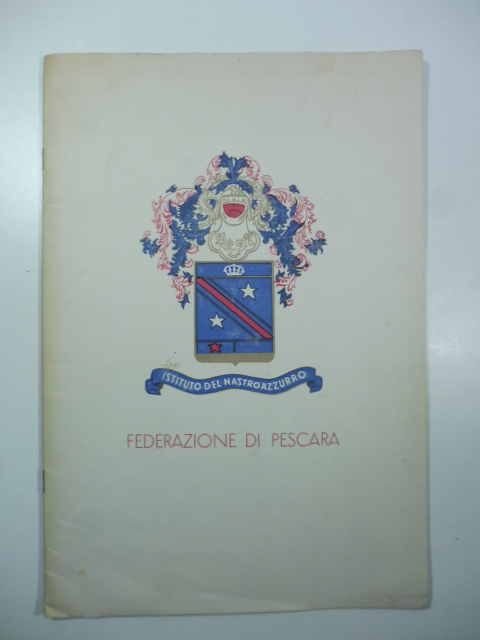 ISTITUTO DEL NASTRO AZZURRO
FEDERAZIONE DI PESCARA